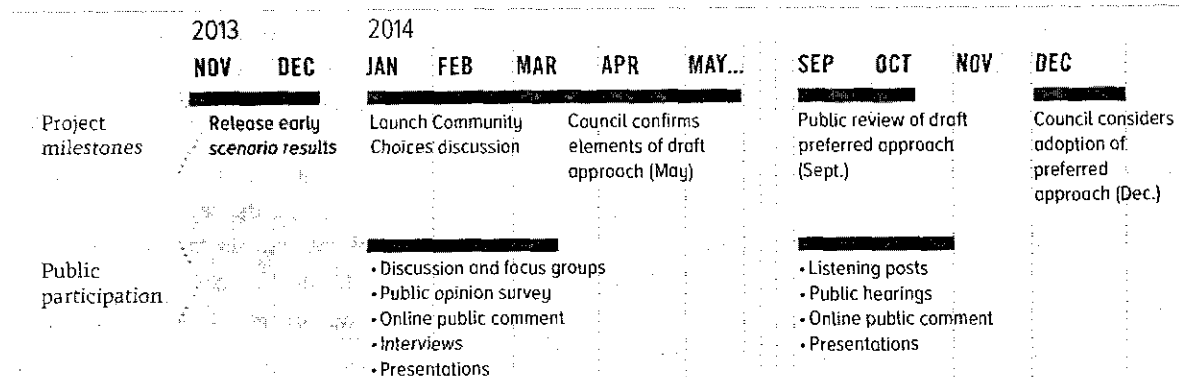 2013 2014
NOV DEC JAN FEB MAR APR MAY... SEP OCT NOV DEC
Project milestones
Release early
scenario results
Launch Community
Choices discussion
Council confirms
elements of draft
approach (May)
Public review of draft
preferred approach
(Sept.)
Council considers
adoption of
preferred
approach (Dec.)
Public
participation
• Discussion and focus groups
• Public opinion survey
• Online public comment
• Interviews
• Presentations
• Listening posts
• Public hearings
• Online public comment
• Presentations